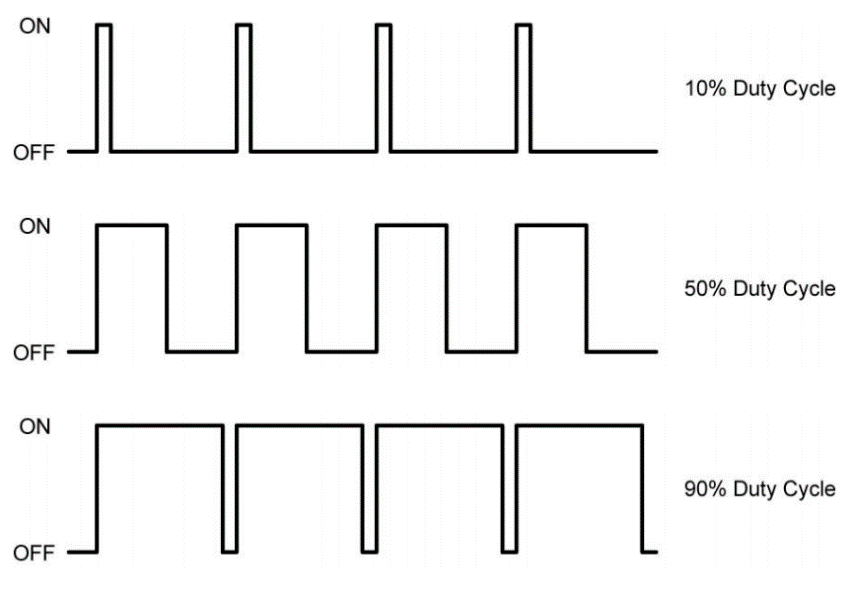 ON
10% Duty Cycle
OFF
ON
50% Duty Cycle
OFF
ON
90% Duty Cycle
OFF